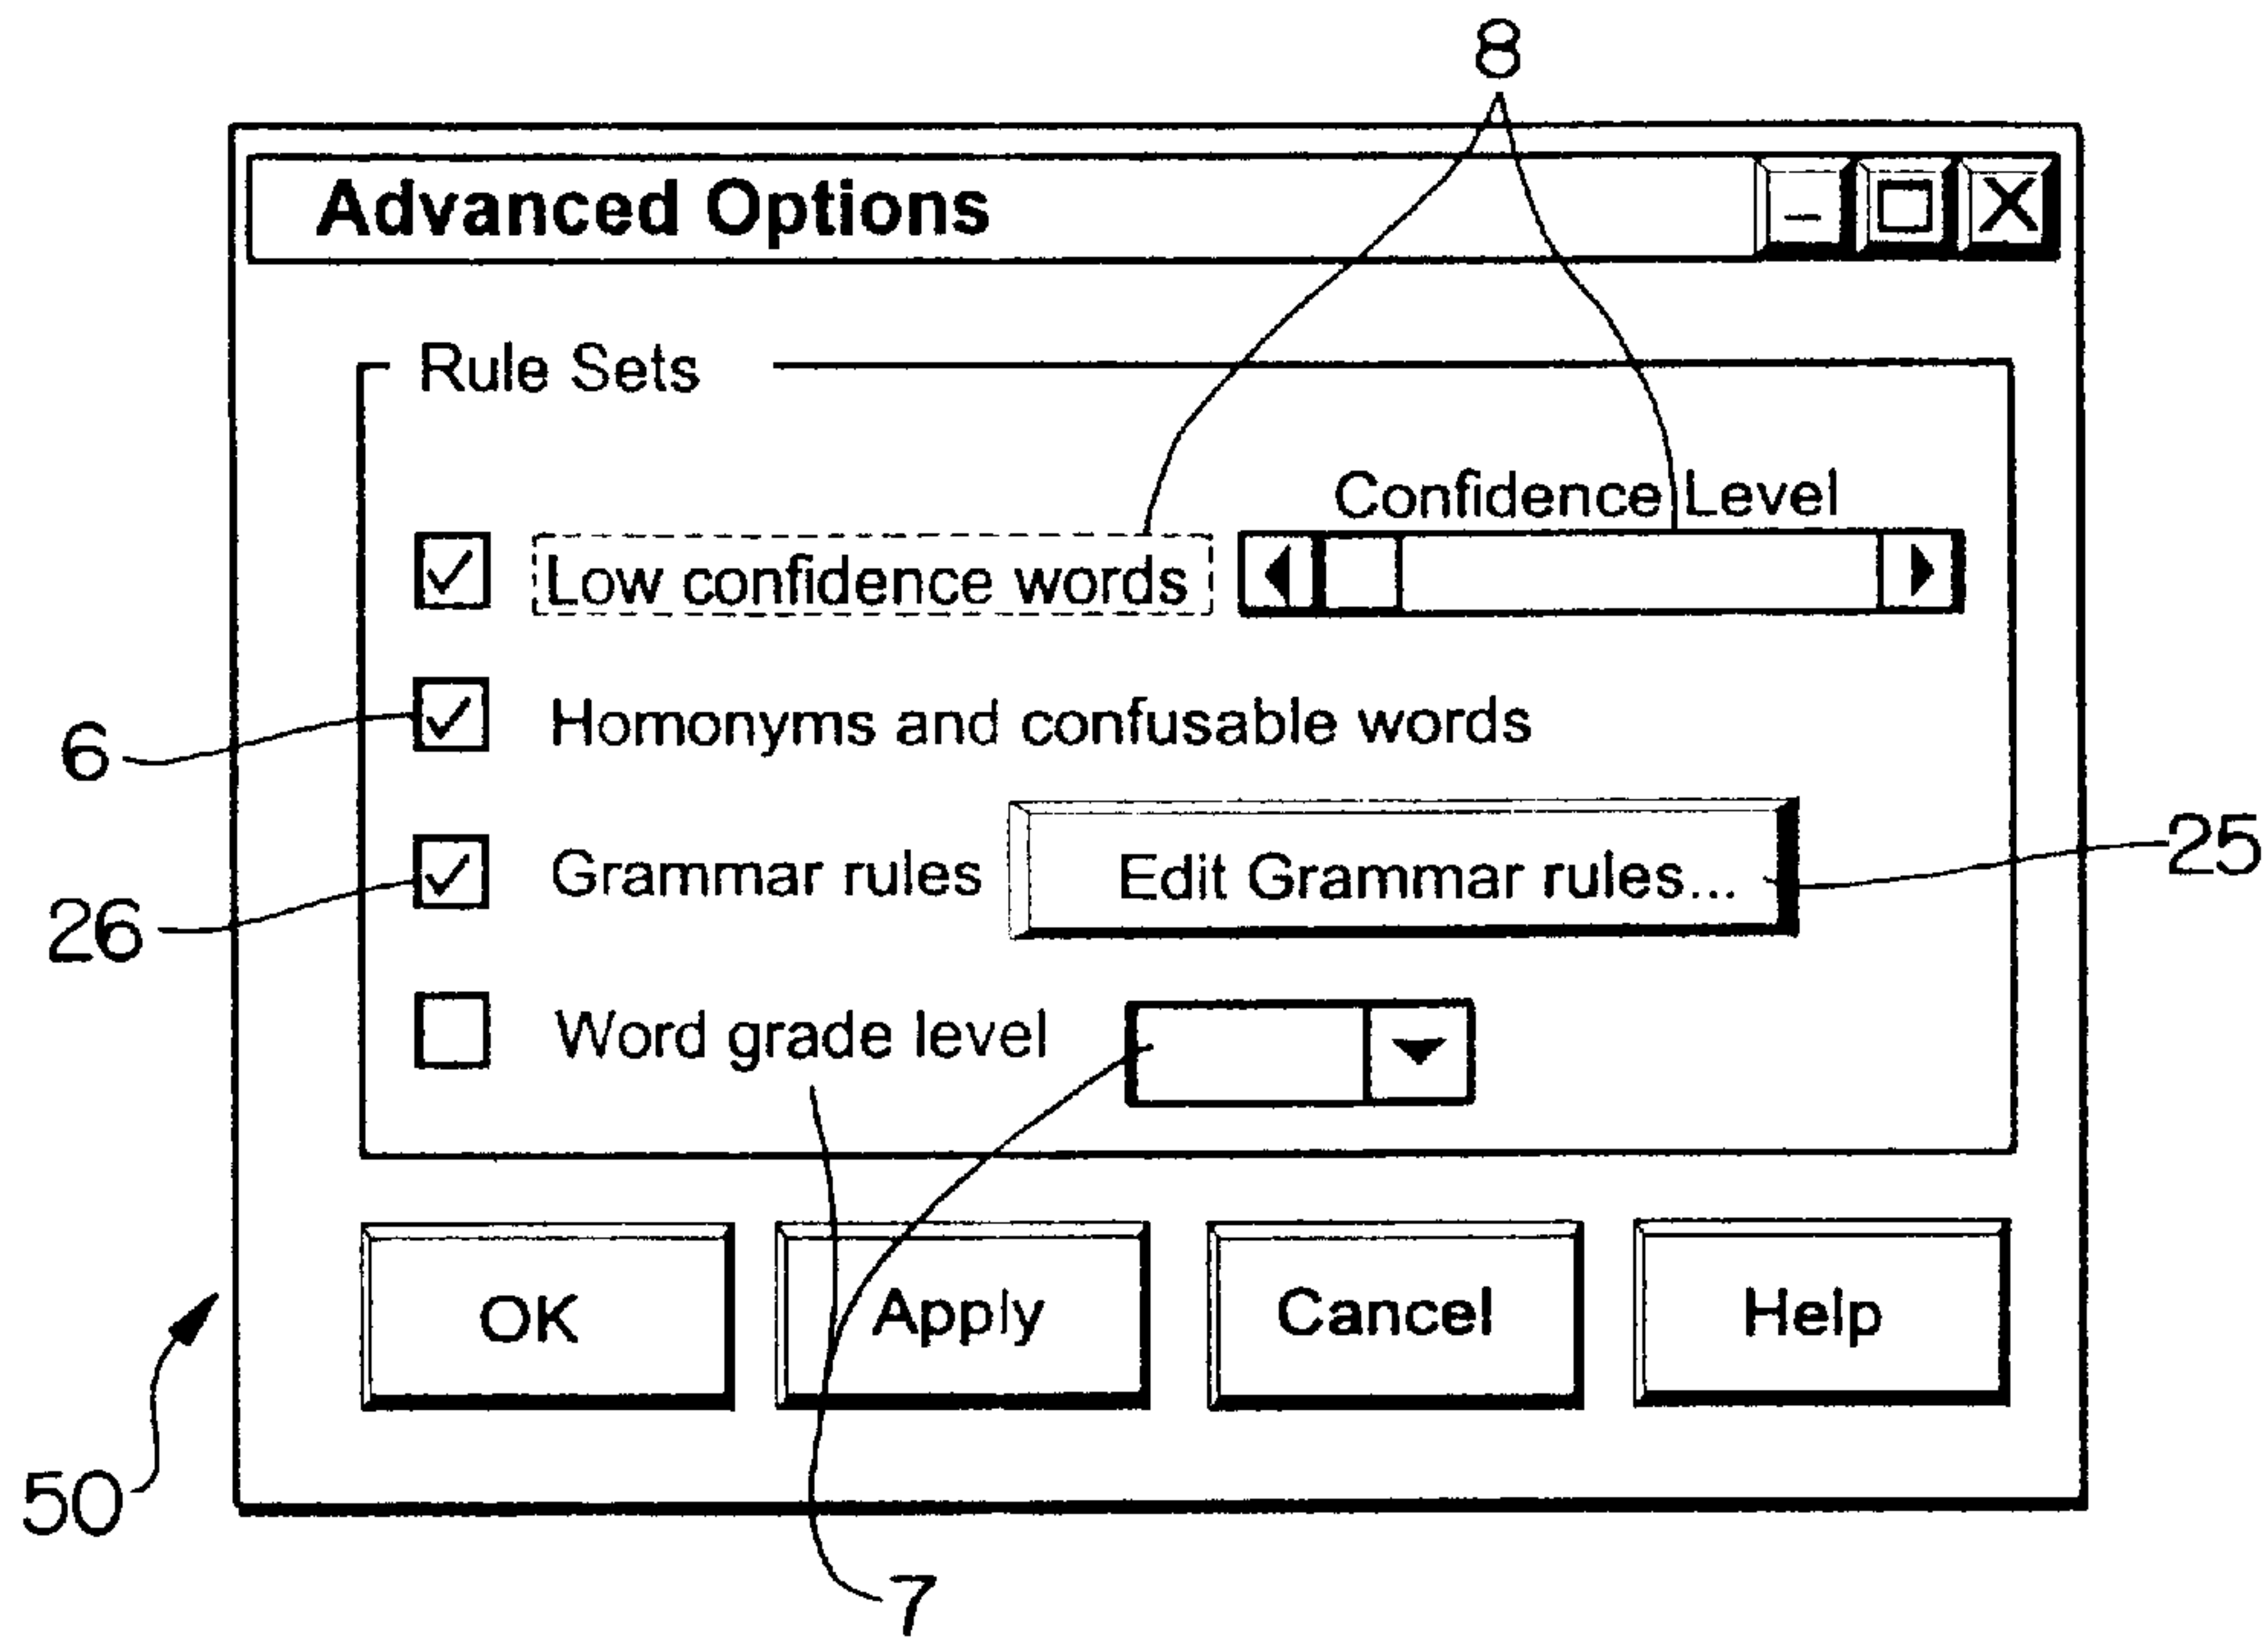 8
Advanced Options
Rule Sets
Confidence Level
Low confidence words
6
Homonyms and confusable words
26
Grammar rules
Edit Grammar rules...
25
Word grade level
OK
Apply
Cancel
Help
50
7